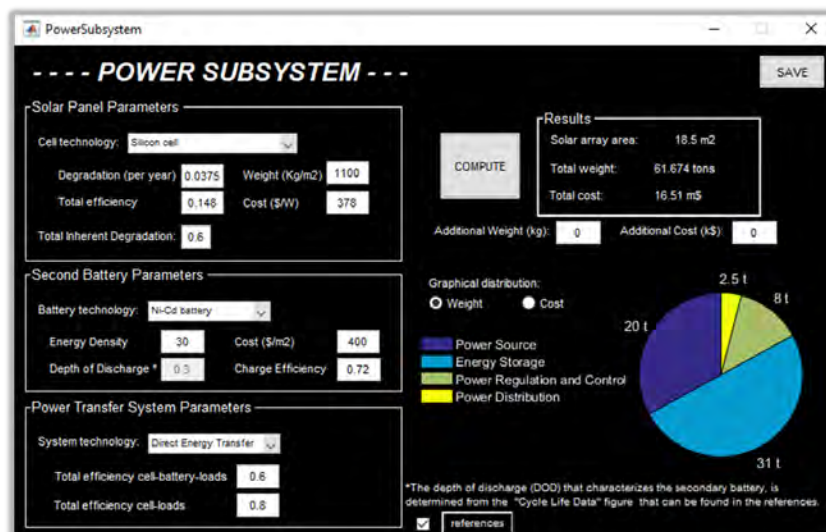 PowerSubsystem
- - - - POWER SUBSYSTEM - - -
SAVE
Solar Panel Parameters
Cell technology: Silicon cell
Degradation (per year) 0.0375 Weight (Kg/m2) 1100
Total efficiency 0.148 Cost ($/W) 378
Total Inherent Degradation: 0.6
COMPUTE
Results
Solar array area: 18.5 m2
Total weight: 61.674 tons
Total cost: 16.51 m$
Additional Weight (kg): 0 Additional Cost (k$): 0
Second Battery Parameters
Battery technology: Ni-Cd battery
Energy Density 30 Cost ($/m2) 400
Depth of Discharge * 0.3 Charge Efficiency 0.72
Power Transfer System Parameters
System technology: Direct Energy Transfer
Total efficiency cell-battery-loads 0.6
Total efficiency cell-loads 0.8
Graphical distribution:
Weight Cost
Power Source
Energy Storage
Power Regulation and Control
Power Distribution
2.5 t
8 t
20 t
31 t
*The depth of discharge (DOD) that characterizes the secondary battery, is
determined from the "Cycle Life Data" figure that can be found in the references.
references